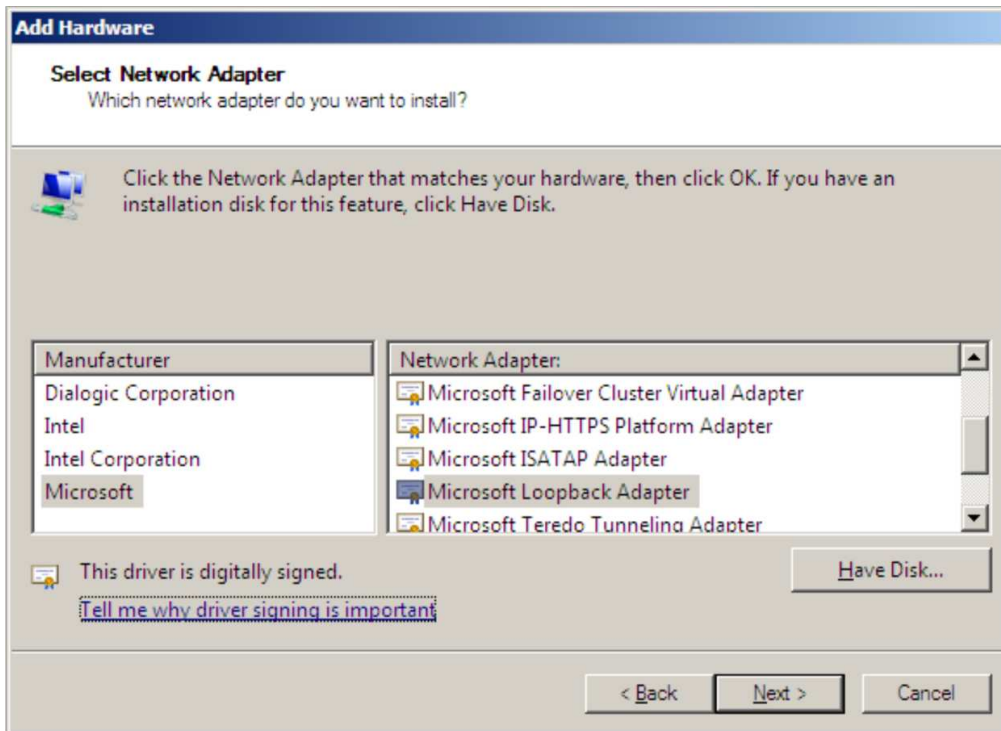 Add Hardware
Select Network Adapter
Which network adapter do you want to install?
Click the Network Adapter that matches your hardware, then click OK. If you have an
installation disk for this feature, click Have Disk.
Manufacturer
Dialogic Corporation
Intel
Intel Corporation
Microsoft
Network Adapter:
Microsoft Failover Cluster Virtual Adapter
Microsoft IP-HTTPS Platform Adapter
Microsoft ISATAP Adapter
Microsoft Loopback Adapter
Microsoft Teredo Tunneling Adapter
This driver is digitally signed.
Tell me why driver signing is important
Have Disk...
< Back
Next >
Cancel